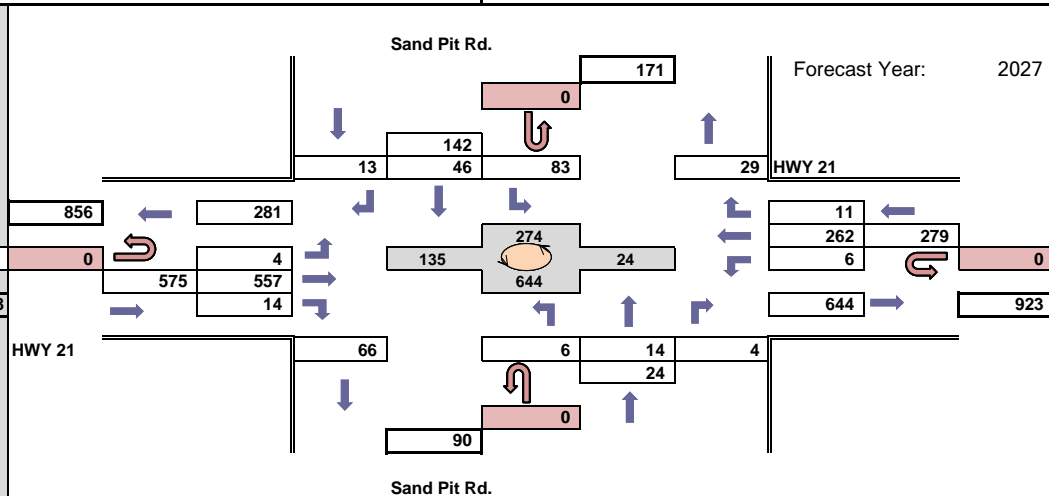 Sand Pit Rd.
171
Forecast Year: 2027
0
142
13 46 83 29 HWY 21
856 281 11
274
262 279
0 4 135 24 6 0
575 557 644
14 644 923
3
HWY 21 66 6 14 4
24
0
90
Sand Pit Rd.